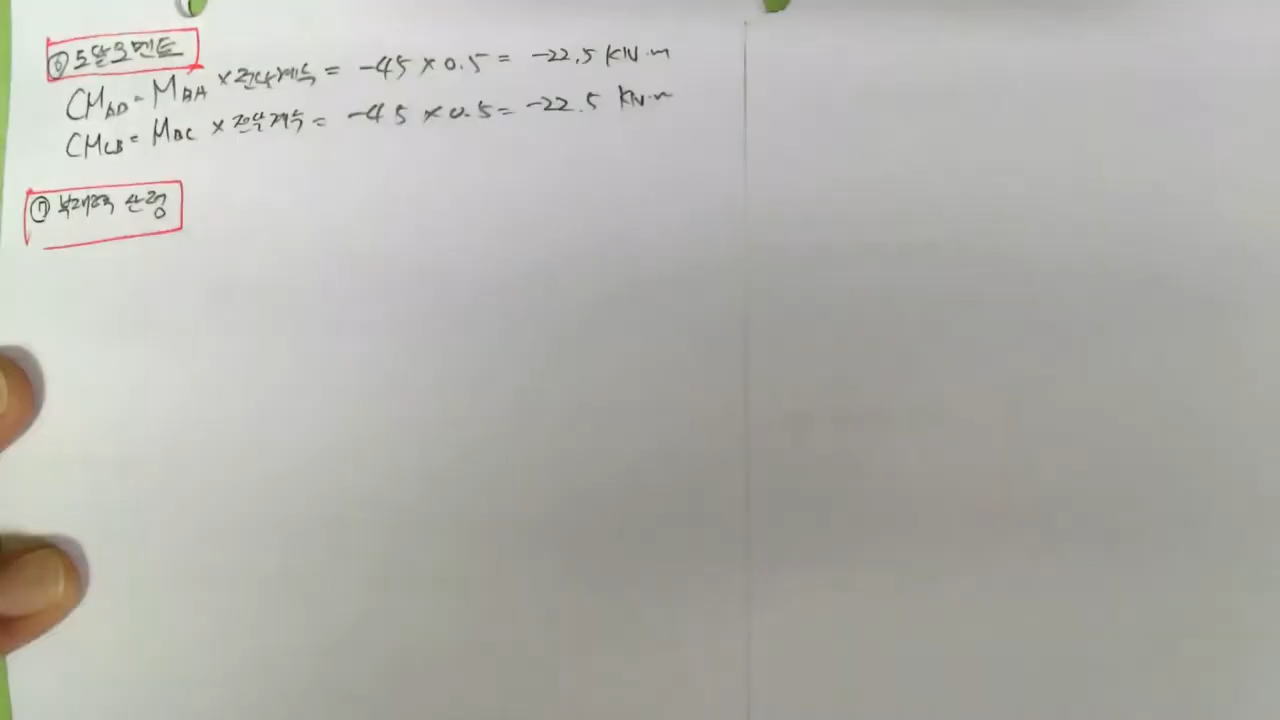 ⑥ 도달모멘트
CMAB = MBA × 전달계수 = -45 × 0.5 = -22.5 KN·m
CMCB = MBC × 전달계수 = -45 × 0.5 = -22.5 KN·m
⑦ 부재력 산정